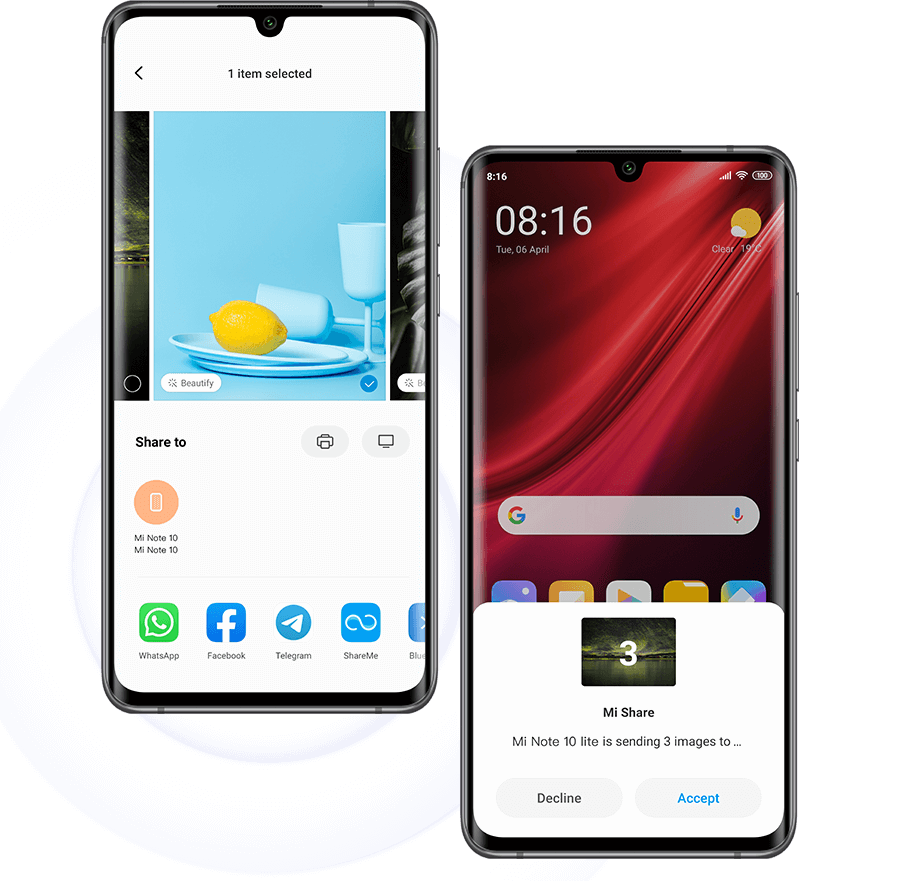 1 item selected
Beautify
Share to
Mi Note 10
Mi Note 10
WhatsApp
Facebook
Telegram
ShareMe
8:16
100
08:16
Tue, 06 April
Clear 19°C
G
3
Mi Share
Mi Note 10 lite is sending 3 images to ...
Decline
Accept